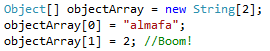 Object[] objectArray = new String[2];
objectArray[0] = "almafa";
objectArray[1] = 2; //Boom!